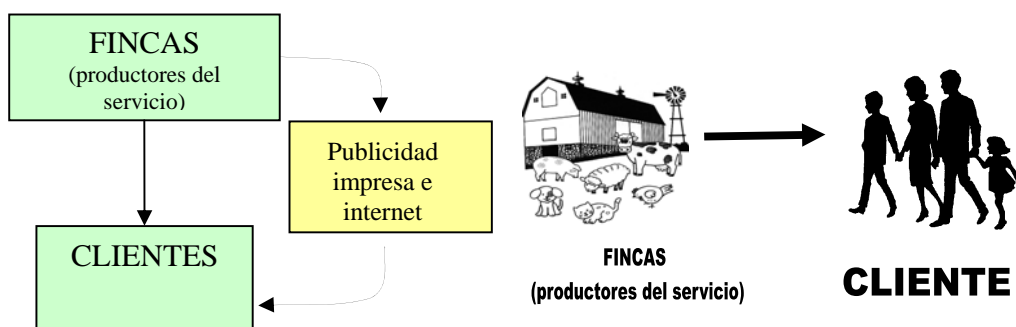 FINCAS
(productores del
servicio)
Publicidad
impresa e
internet
CLIENTES
FINCAS
(productores del servicio)
CLIENTE